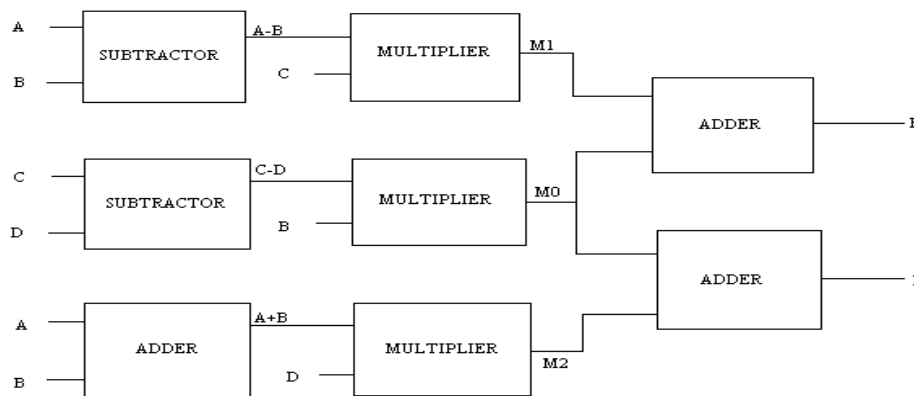 A
SUBTRACTOR
A-B
MULTIPLIER
M1
B
C
ADDER
C
SUBTRACTOR
C-D
MULTIPLIER
M0
D
B
ADDER
A
ADDER
A+B
MULTIPLIER
M2
B
D